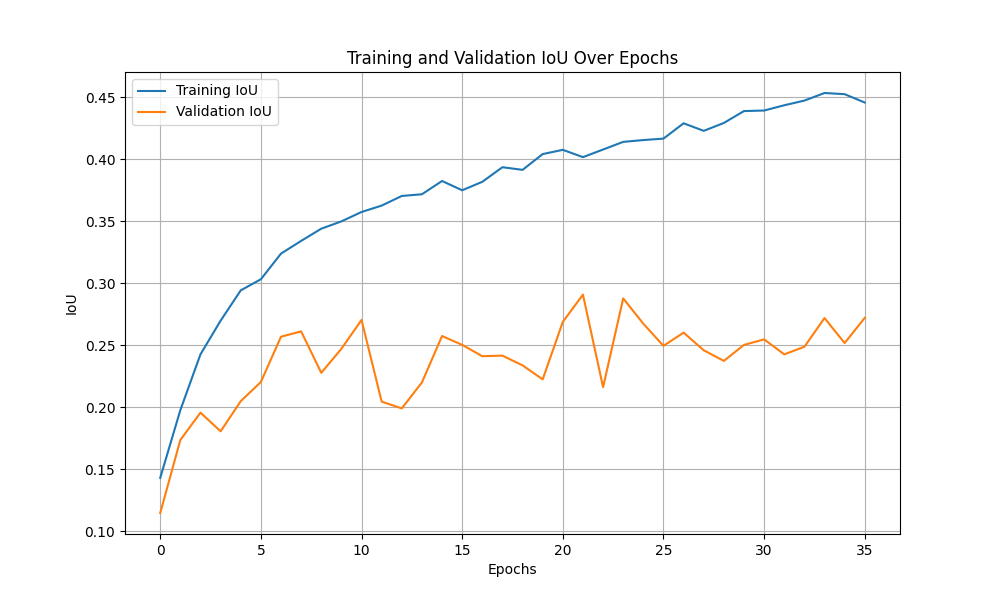 Training and Validation IoU Over Epochs
Training IoU
Validation IoU
0.45
0.40
0.35
0.30
0.25
0.20
0.15
0.10
IoU
0 5 10 15 20 25 30 35
Epochs